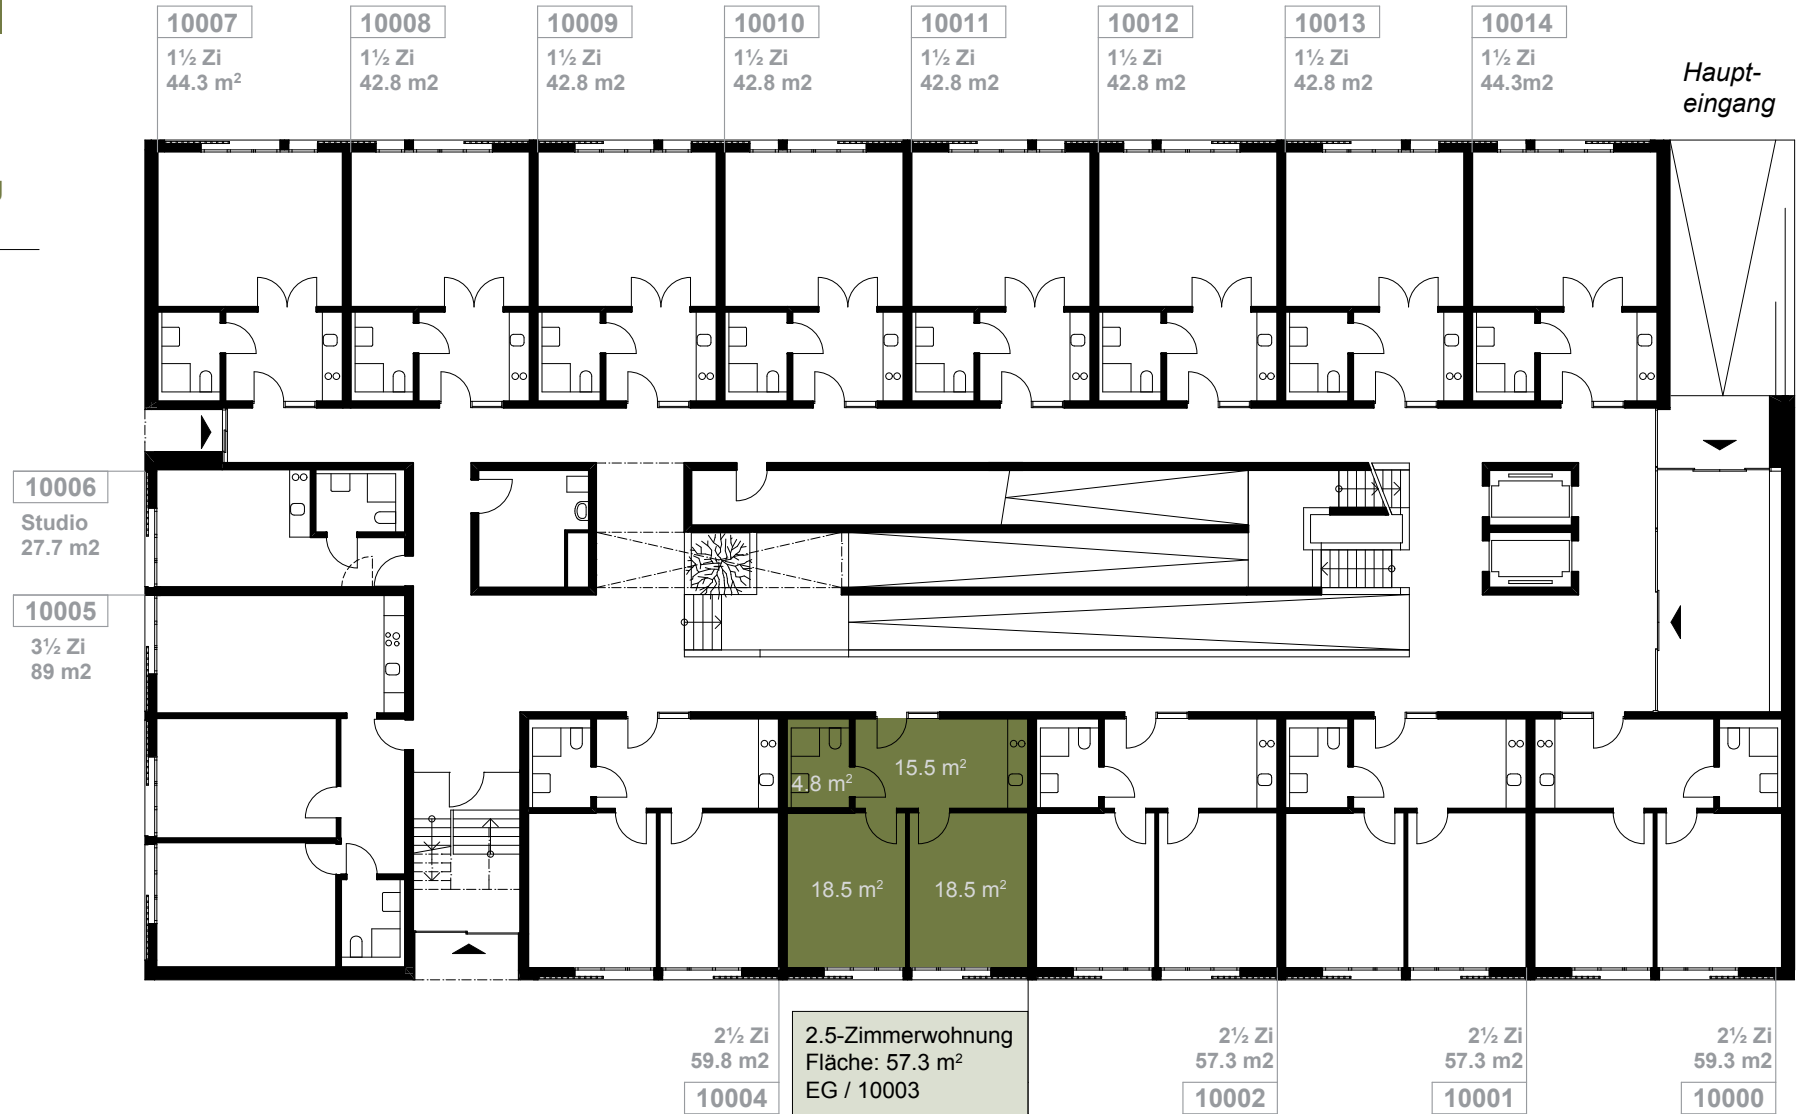 10007
1½ Zi
44.3 m²
10008
1½ Zi
42.8 m2
10009
1½ Zi
42.8 m2
10010
1½ Zi
42.8 m2
10011
1½ Zi
42.8 m2
10012
1½ Zi
42.8 m2
10013
1½ Zi
42.8 m2
10014
1½ Zi
44.3m2
Haupt-
eingang
10006
Studio
27.7 m2
10005
3½ Zi
89 m2
4.8 m²
15.5 m²
18.5 m²
18.5 m²
2½ Zi
59.8 m2
10004
2.5-Zimmerwohnung
Fläche: 57.3 m²
EG / 10003
2½ Zi
57.3 m2
10002
2½ Zi
57.3 m2
10001
2½ Zi
59.3 m2
10000